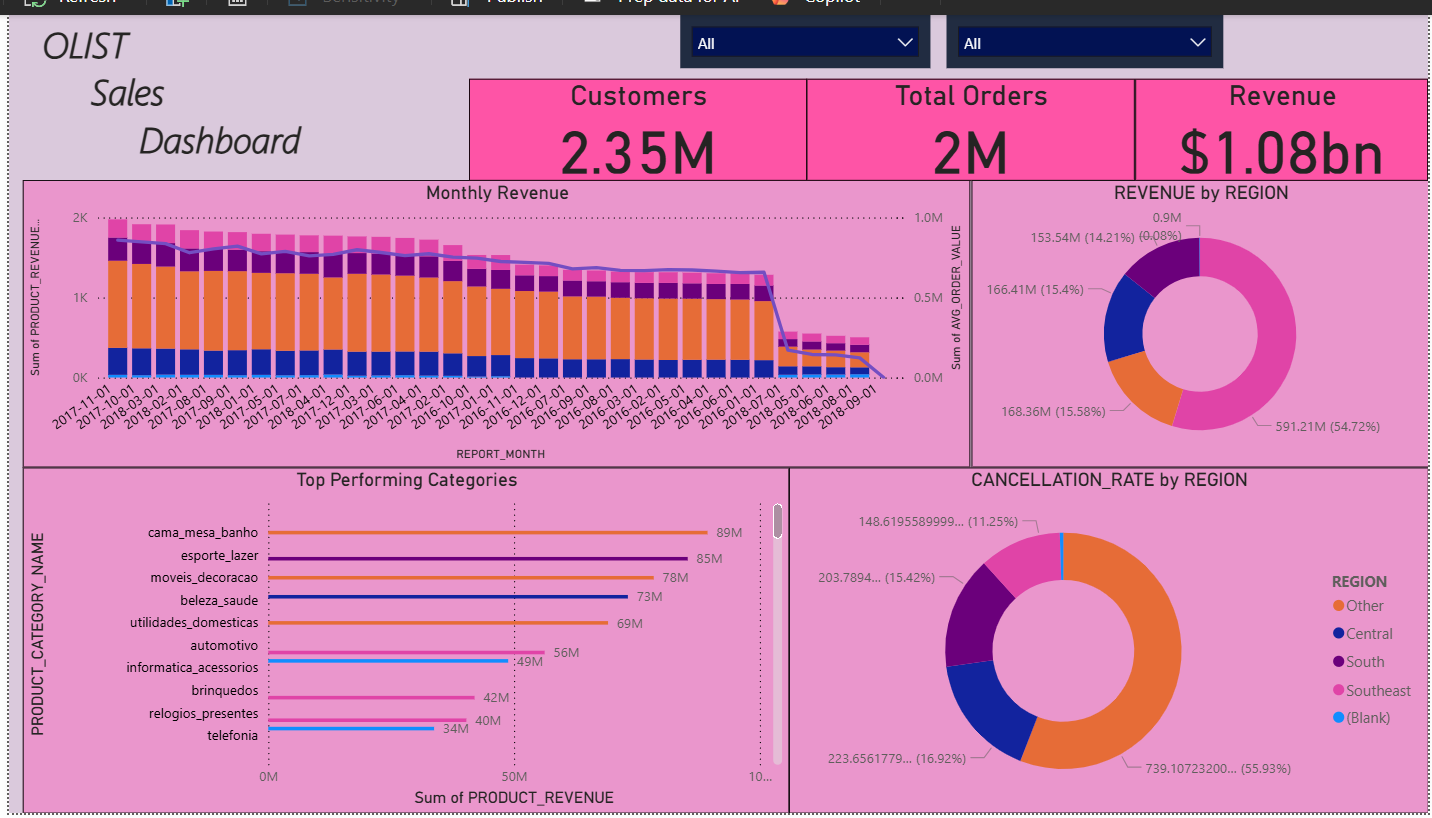 Refresh
Sensitivity
Publish
Prep data for AI
Copilot
OLIST
Sales
Dashboard
All
All
Customers
2.35M
Total Orders
2M
Revenue
$1.08bn
Monthly Revenue
Sum of PRODUCT_REVENUE...
2K
1K
0K
1.0M
0.5M
0.0M
Sum of AVG_ORDER_VALUE
2017-11-01
2017-10-01
2018-03-01
2018-02-01
2017-08-01
2017-09-01
2018-01-01
2017-05-01
2017-07-01
2018-04-01
2017-12-01
2017-03-01
2017-06-01
2017-04-01
2017-02-01
2016-10-01
2017-01-01
2016-11-01
2016-12-01
2016-07-01
2016-09-01
2016-08-01
2016-03-01
2016-02-01
2016-05-01
2016-04-01
2016-06-01
2016-01-01
2018-07-01
2018-05-01
2018-06-01
2018-08-01
2018-09-01
REPORT_MONTH
REVENUE by REGION
0.9M
(0.08%)
153.54M (14.21%)
166.41M (15.4%)
168.36M (15.58%)
591.21M (54.72%)
Top Performing Categories
PRODUCT_CATEGORY_NAME
cama_mesa_banho
89M
esporte_lazer
85M
moveis_decoracao
78M
beleza_saude
73M
utilidades_domesticas
69M
automotivo
56M
informatica_acessorios
49M
brinquedos
42M
relogios_presentes
40M
telefonia
34M
0M
50M
10...
Sum of PRODUCT_REVENUE
CANCELLATION_RATE by REGION
148.6195589999... (11.25%)
203.7894... (15.42%)
223.6561779... (16.92%)
739.10723200... (55.93%)
REGION
Other
Central
South
Southeast
(Blank)